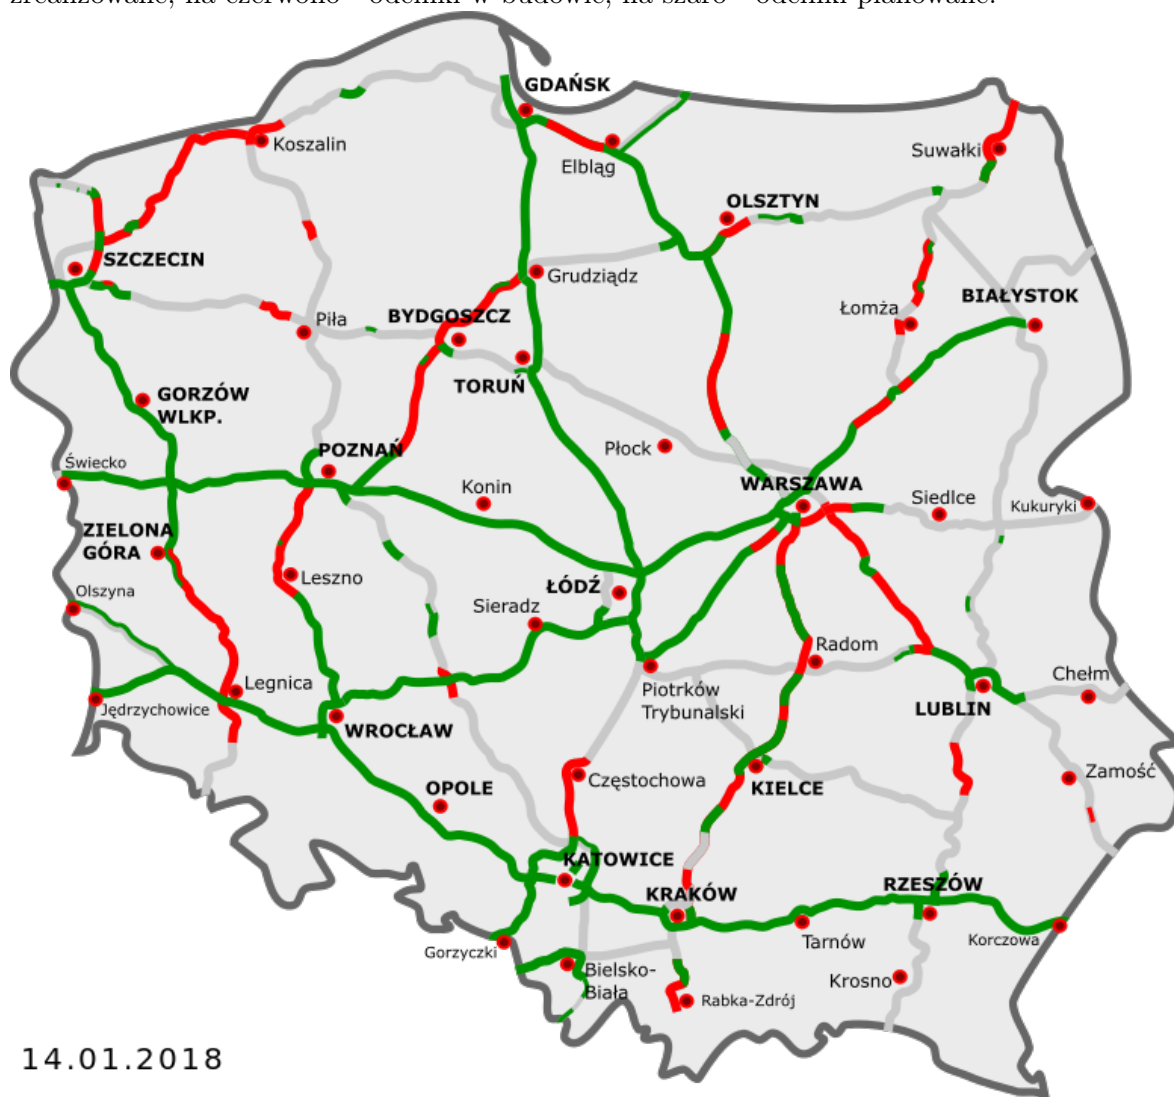 zrealizowane, na czerwono - odcinki w budowie, na szaro - odcinki planowane.
GDAŃSK
Koszalin
Elbląg
Suwałki
OLSZTYN
SZCZECIN
Grudziądz
BIAŁYSTOK
Łomża
Piła
BYDGOSZCZ
TORUŃ
GORZÓW
WLKP.
POZNAŃ
Płock
Świecko
WARSZAWA
Konin
Siedlce
Kukuryki
ZIELONA
GÓRA
Leszno
Olszyna
ŁÓDŹ
Sieradz
Radom
Chełm
Legnica
Piotrków
Trybunalski
Jędrzychowice
LUBLIN
WROCŁAW
Zamość
Częstochowa
OPOLE
KIELCE
KATOWICE
RZESZÓW
KRAKÓW
Tarnów
Korczowa
Gorzyczki
Bielsko-
Biała
Krosno
Rabka-Zdrój
14.01.2018